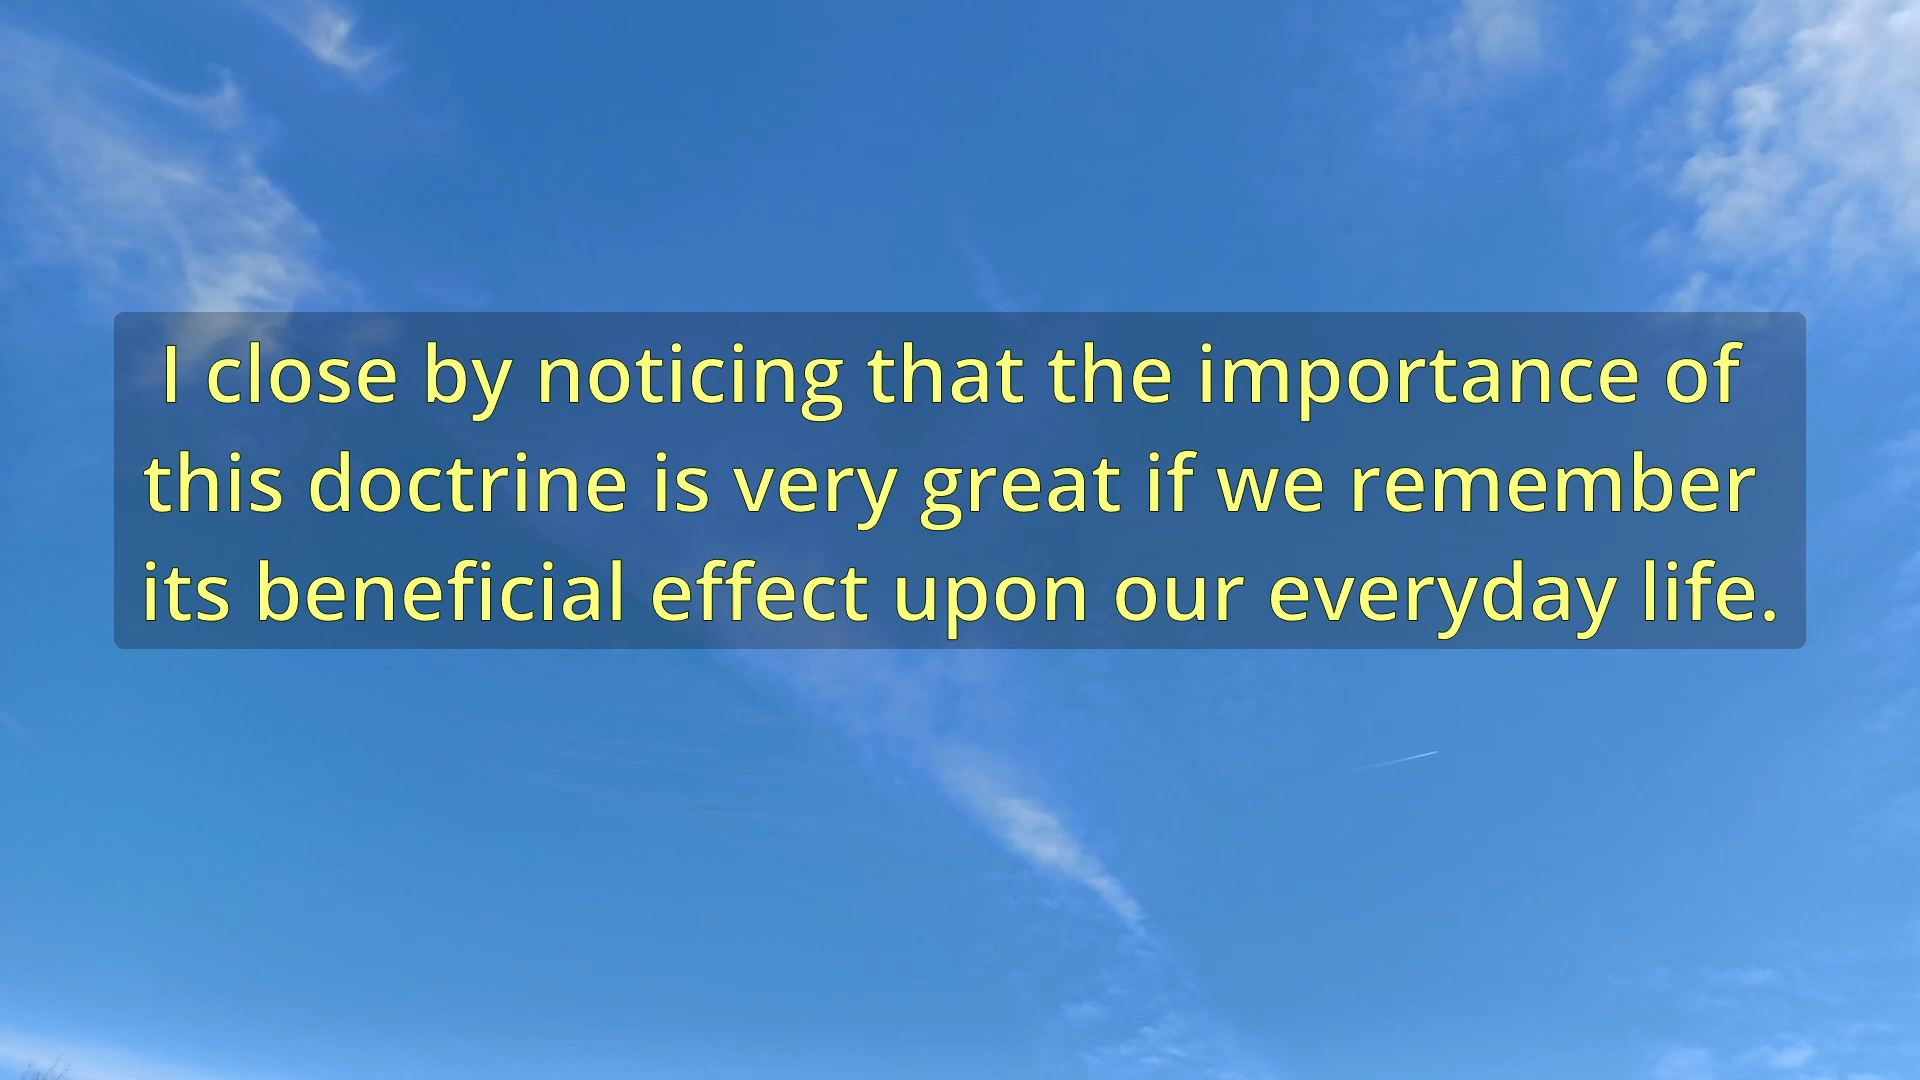 I close by noticing that the importance of
this doctrine is very great if we remember
its beneficial effect upon our everyday life.